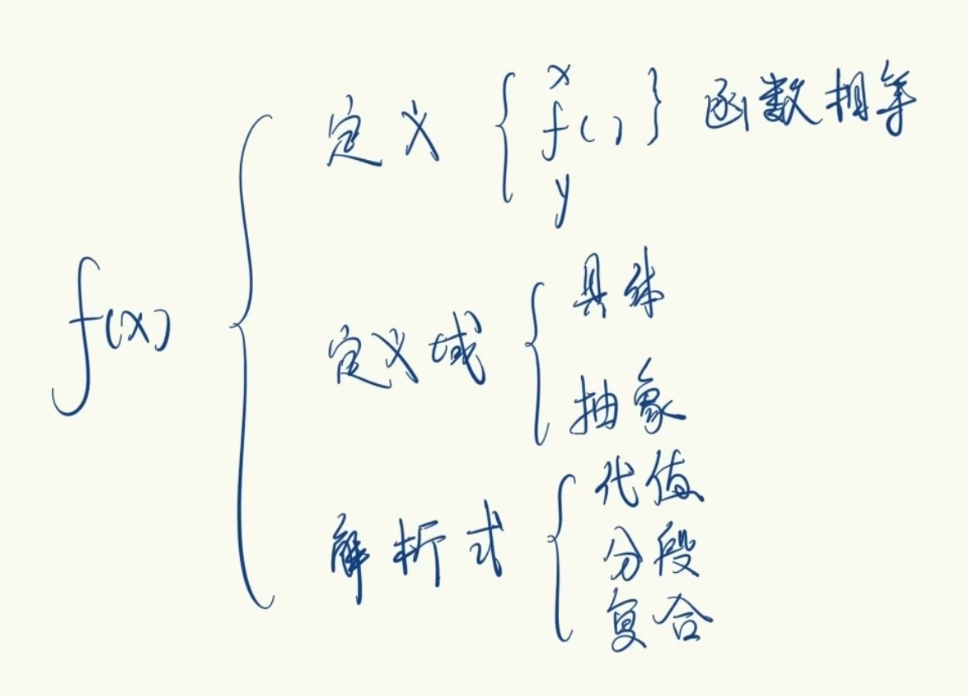 f(x)
定义 { x f( ) y } 函数相等
定义域 { 具体
抽象
解析式 { 代值
分段
复合